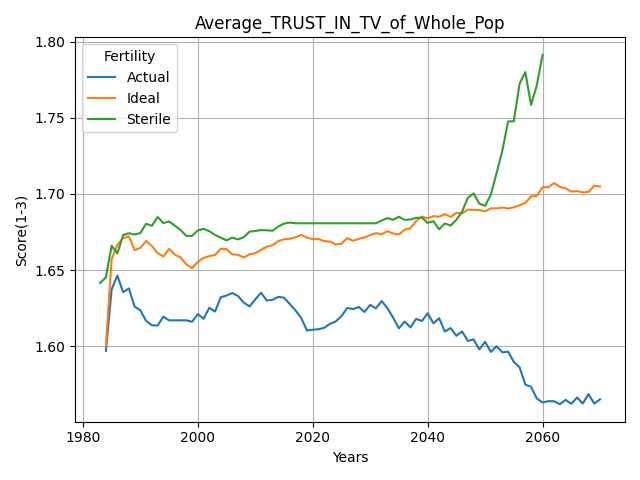 Average_TRUST_IN_TV_of_Whole_Pop
Score(1-3)
1.80
1.75
1.70
1.65
1.60
Fertility
Actual
Ideal
Sterile
1980
2000
2020
2040
2060
Years